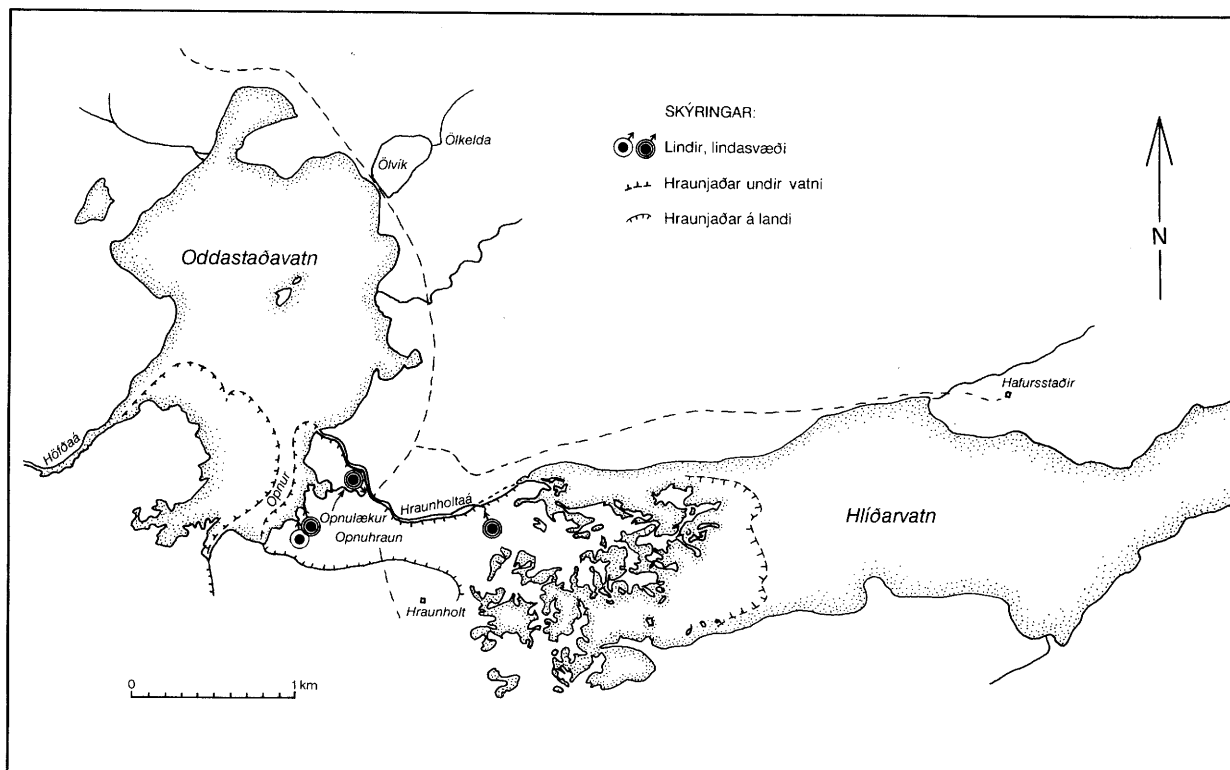 SKÝRINGAR:
Lindir, lindasvæði
Hraunjaðar undir vatni
Hraunjaðar á landi
N
Ölkelda
Ölvík
Oddastaðavatn
Hafursstaðir
Höfðaá
Opnur
Hraunholtaá
Opnulækur
Opnuhraun
Hlíðarvatn
Hraunholt
0 1 km